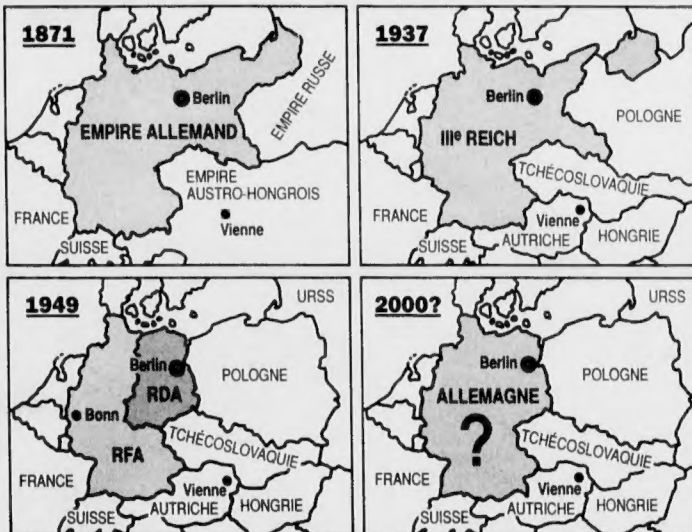 1871
Berlin
EMPIRE ALLEMAND
EMPIRE RUSSE
EMPIRE
AUSTRO-HONGROIS
Vienne
FRANCE
SUISSE
1937
Berlin
IIIe REICH
POLOGNE
TCHÉCOSLOVAQUIE
Vienne
FRANCE
SUISSE
AUTRICHE
HONGRIE
1949
URSS
Berlin
RDA
POLOGNE
Bonn
RFA
TCHÉCOSLOVAQUIE
Vienne
FRANCE
SUISSE
AUTRICHE
HONGRIE
2000?
URSS
Berlin
ALLEMAGNE
?
POLOGNE
TCHÉCOSLOVAQUIE
Vienne
FRANCE
SUISSE
AUTRICHE
HONGRIE